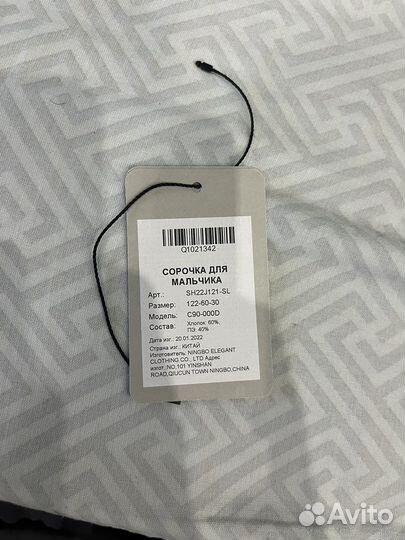 Q1021342
СОРОЧКА ДЛЯ
МАЛЬЧИКА
Арт.: SH22J121-SL
Размер: 122-60-30
Модель: C90-000D
Состав: Хлопок 60%,
ПЭ 40%
Дата изг.: 20.01.2022
Страна изг.: КИТАЙ
Изготовитель: NINGBO ELEGANT
CLOTHING CO., LTD Адрес
изгот.:NO,101 YINSHAN
ROAD,QIUCUN TOWN NINGBO,CHINA
Avito